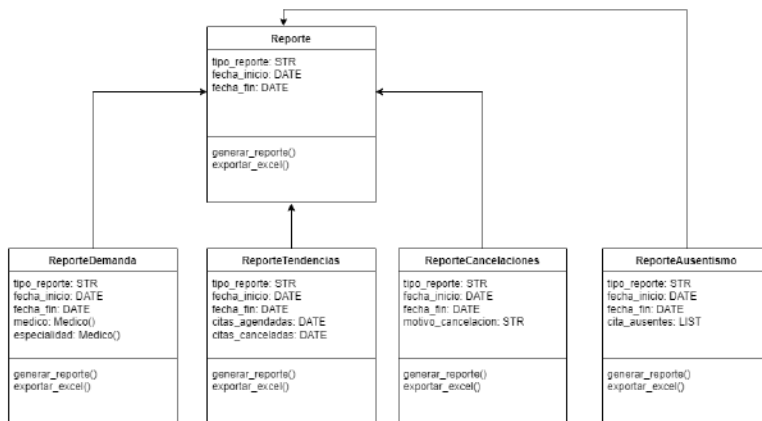 Reporte
tipo_reporte: STR
fecha_inicio: DATE
fecha_fin: DATE
generar_reporte()
exportar_excel()
ReporteDemanda
tipo_reporte: STR
fecha_inicio: DATE
fecha_fin: DATE
medico: Medico()
especialidad: Medico()
generar_reporte()
exportar_excel()
ReporteTendencias
tipo_reporte: STR
fecha_inicio: DATE
fecha_fin: DATE
citas_agendadas: DATE
citas_canceladas: DATE
generar_reporte()
exportar_excel()
ReporteCancelaciones
tipo_reporte: STR
fecha_inicio: DATE
fecha_fin: DATE
motivo_cancelacion: STR
generar_reporte()
exportar_excel()
ReporteAusentismo
tipo_reporte: STR
fecha_inicio: DATE
fecha_fin: DATE
cita_ausentes: LIST
generar_reporte()
exportar_excel()